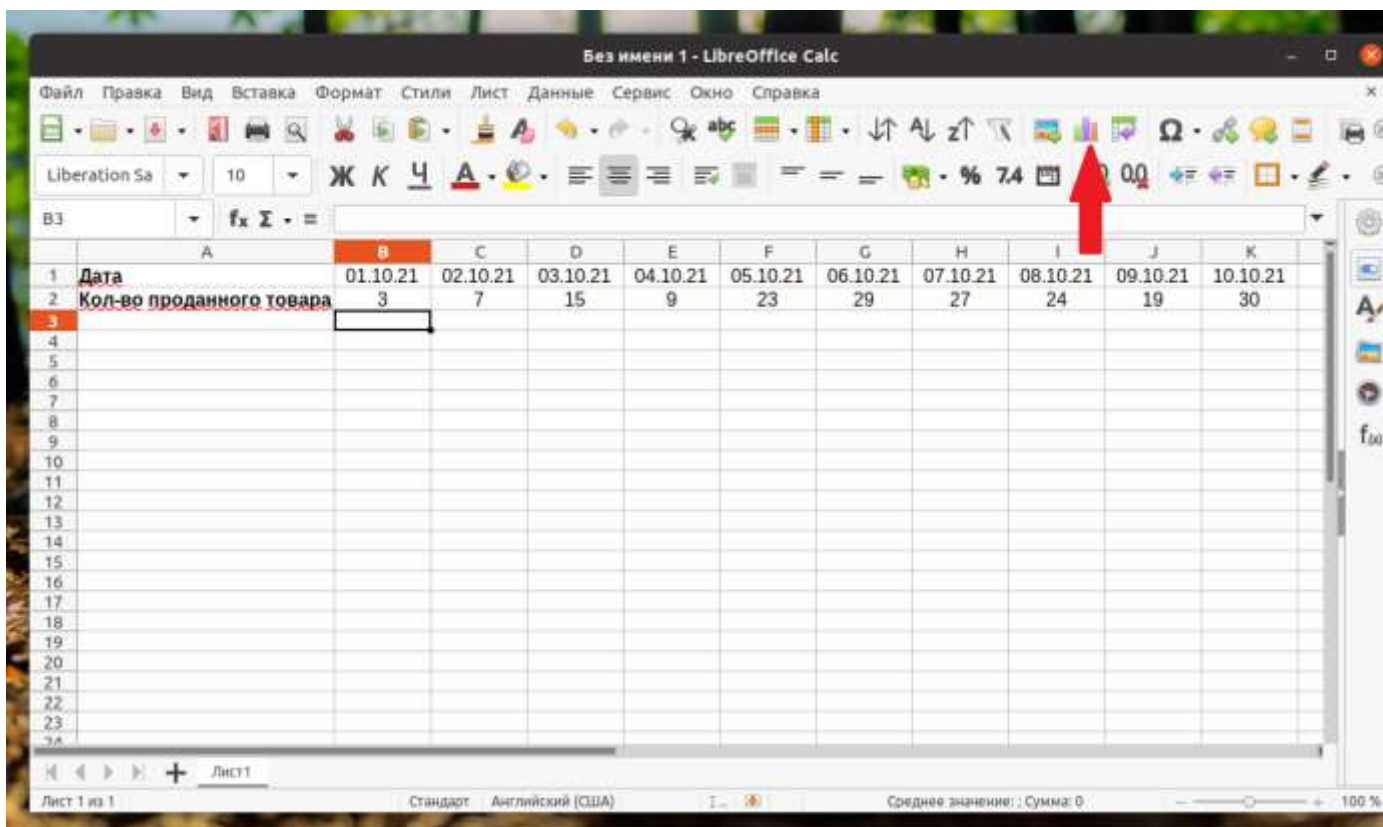 Без имени 1 - LibreOffice Calc
Файл Правка Вид Вставка Формат Стили Лист Данные Сервис Окно Справка
Liberation Sa 10 Ж К Ч % 7.4 0.0
B3 fx Σ =
A B C D E F G H I J K
1 Дата 01.10.21 02.10.21 03.10.21 04.10.21 05.10.21 06.10.21 07.10.21 08.10.21 09.10.21 10.10.21
2 Кол-во проданного товара 3 7 15 9 23 29 27 24 19 30
3
4
5
6
7
8
9
10
11
12
13
14
15
16
17
18
19
20
21
22
23
24
Лист1
Лист 1 из 1 Стандарт Английский (США) Среднее значение: ; Сумма: 0 100 %